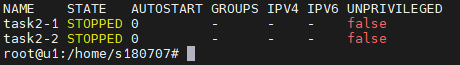 NAME STATE AUTOSTART GROUPS IPV4 IPV6 UNPRIVILEGED
task2-1 STOPPED 0 - - - false
task2-2 STOPPED 0 - - - false
root@u1:/home/s180707#